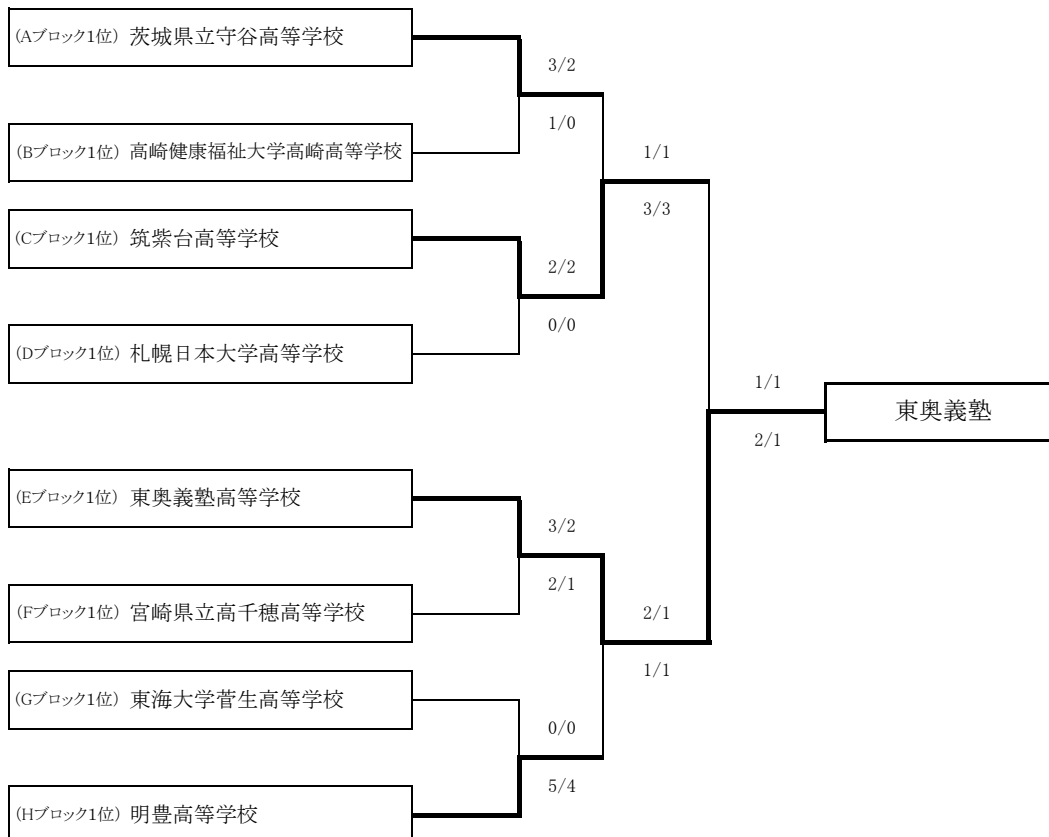 (Aブロック1位) 茨城県立守谷高等学校
3/2
1/0
(Bブロック1位) 高崎健康福祉大学高崎高等学校
1/1
3/3
(Cブロック1位) 筑紫台高等学校
2/2
0/0
(Dブロック1位) 札幌日本大学高等学校
1/1
東奥義塾
2/1
(Eブロック1位) 東奥義塾高等学校
3/2
2/1
(Fブロック1位) 宮崎県立高千穂高等学校
2/1
1/1
(Gブロック1位) 東海大学菅生高等学校
0/0
5/4
(Hブロック1位) 明豊高等学校